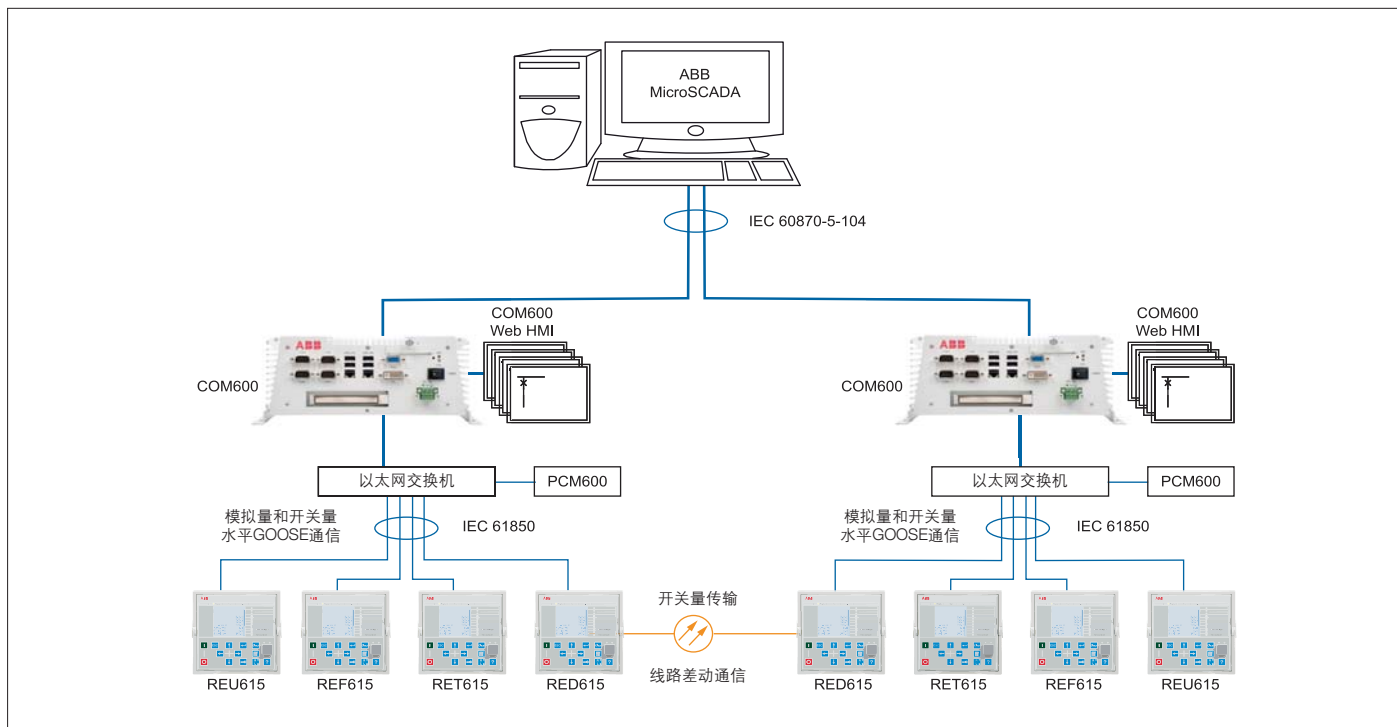 ABB
MicroSCADA
IEC 60870-5-104
COM600
Web HMI
COM600
Web HMI
ABB
COM600
ABB
COM600
以太网交换机
PCM600
以太网交换机
PCM600
模拟量和开关量
水平GOOSE通信
IEC 61850
模拟量和开关量
水平GOOSE通信
IEC 61850
开关量传输
线路差动通信
REU615
REF615
RET615
RED615
RED615
RET615
REF615
REU615